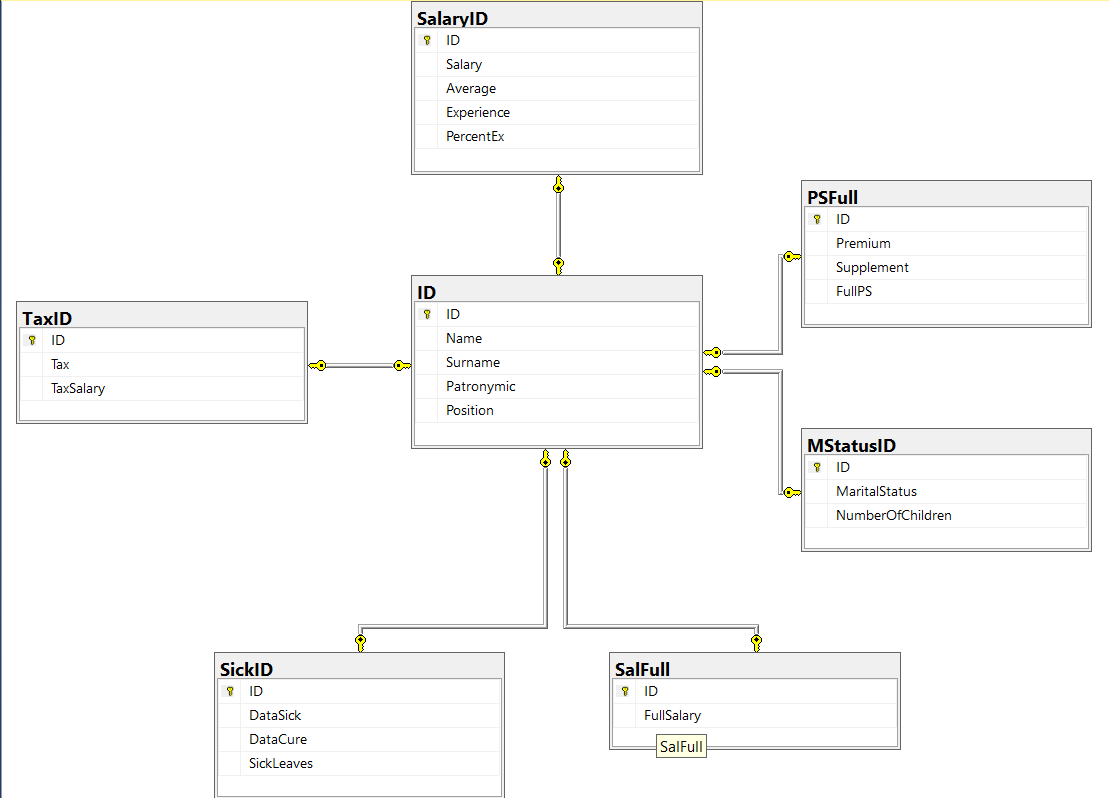 SalaryID
ID
Salary
Average
Experience
PercentEx
PSFull
ID
Premium
Supplement
FullPS
ID
ID
Name
Surname
Patronymic
Position
TaxID
ID
Tax
TaxSalary
MStatusID
ID
MaritalStatus
NumberOfChildren
SickID
ID
DataSick
DataCure
SickLeaves
SalFull
ID
FullSalary
SalFull